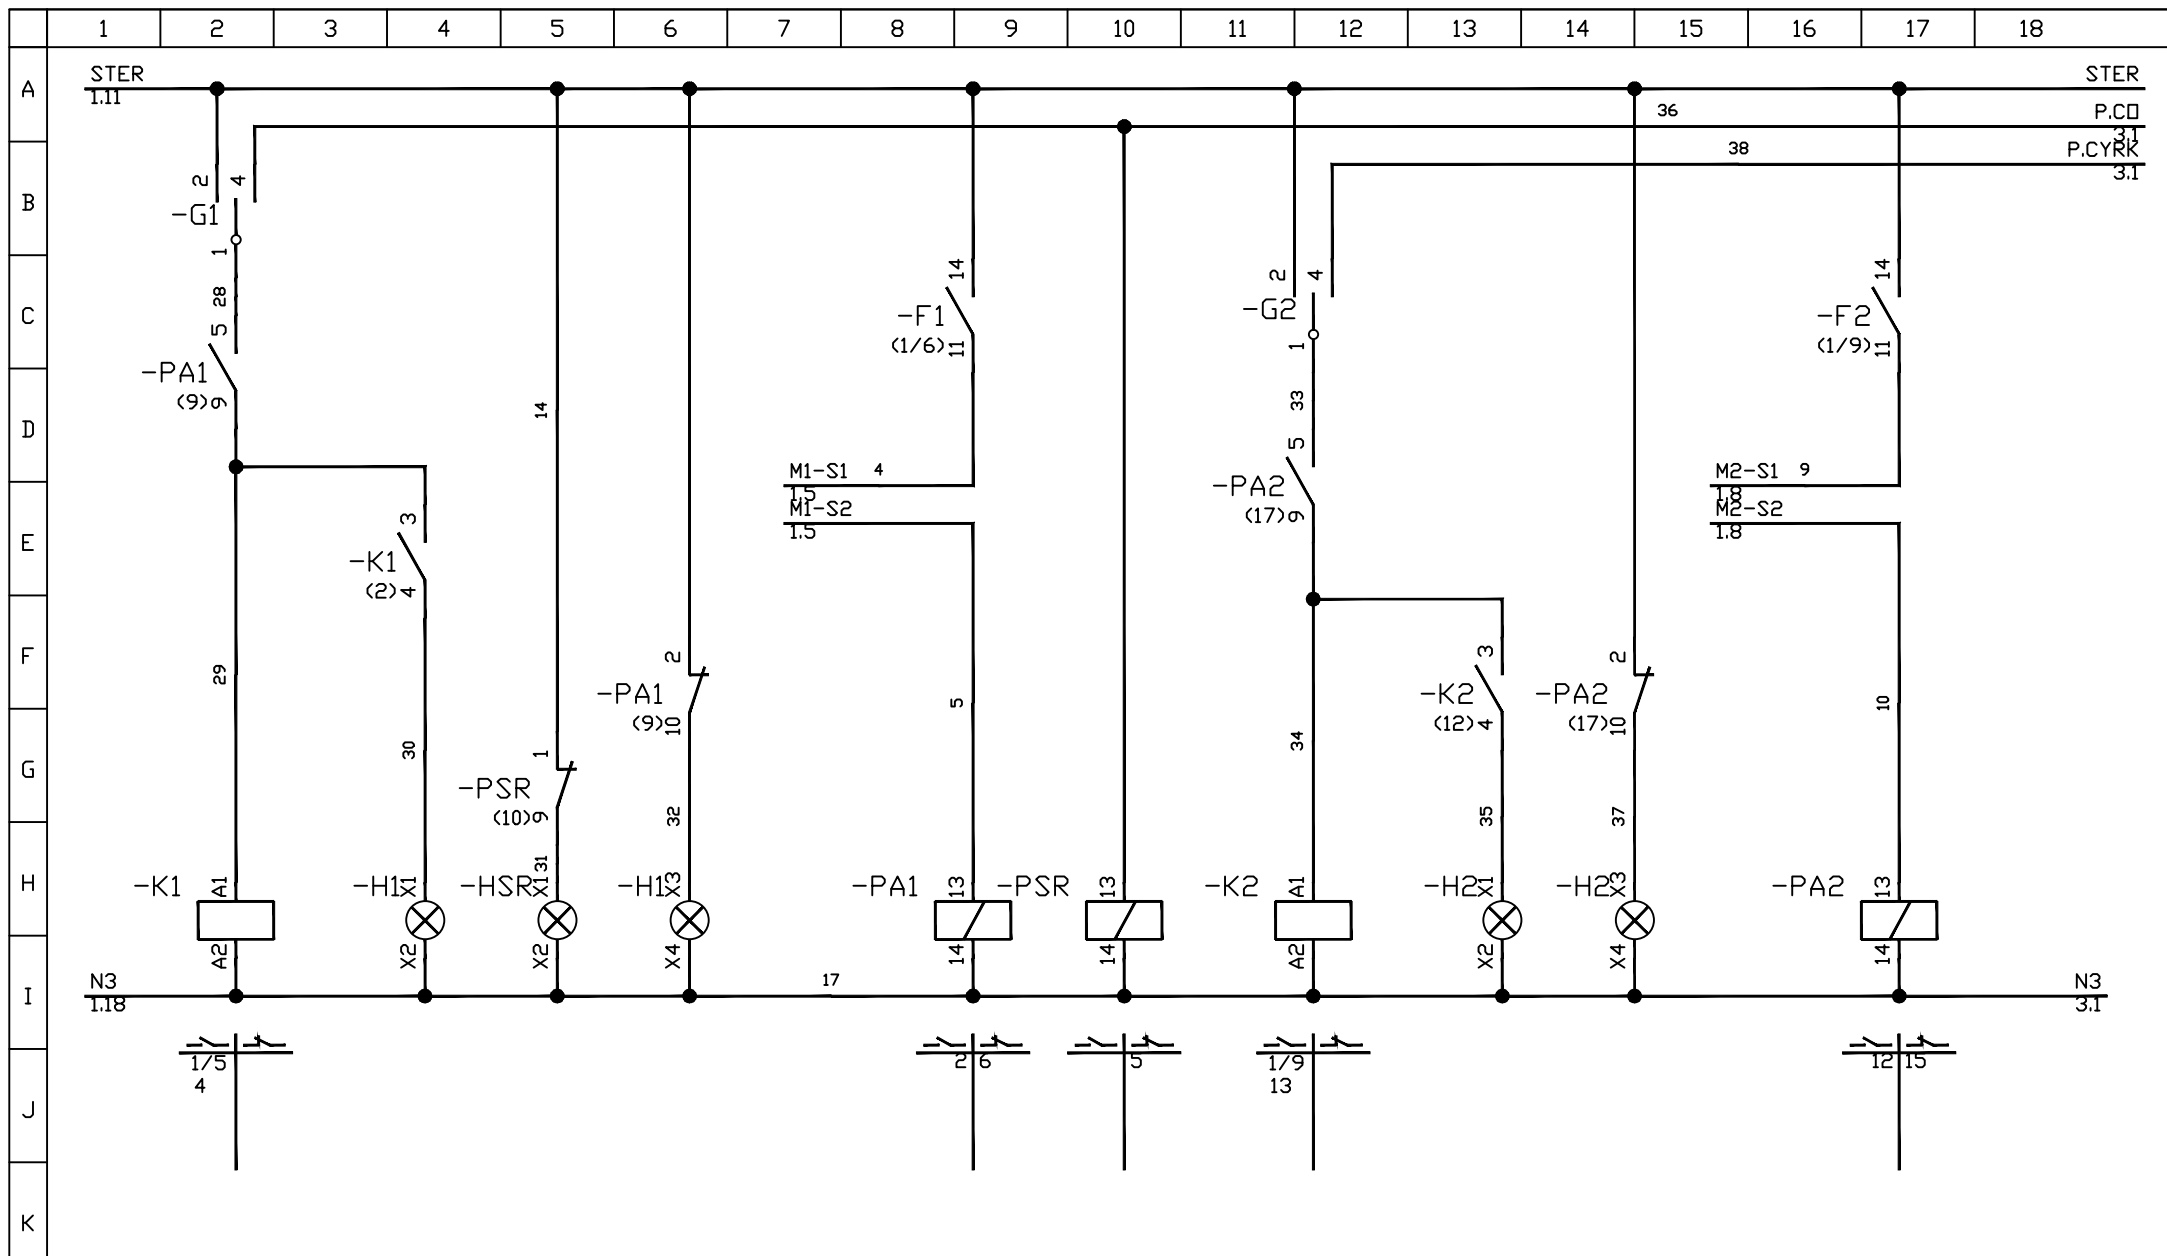 1 2 3 4 5 6 7 8 9 10 11 12 13 14 15 16 17 18
A
STER
1.11
STER
36
P.CO
3.1
38
P.CYRK
3.1
B
2
4
-G1
1
C
28
5
14
-F1
(1/6)
11
2
4
-G2
1
14
-F2
(1/9)
11
-PA1
(9)
9
D
14
33
5
M1-S1
4
1.5
M1-S2
1.5
M2-S1
9
1.8
M2-S2
1.8
-PA2
(17)
9
E
3
-K1
(2)
4
F
29
2
-PA1
(9)
10
5
3
-K2
(12)
4
2
-PA2
(17)
10
10
G
30
1
-PSR
(10)
9
32
34
35
37
31
H
-K1
A1
A2
-H1
X1
X2
-HSR
X1
X2
-H1
X3
X4
-PA1
13
14
-PSR
13
14
-K2
A1
A2
-H2
X1
X2
-H2
X3
X4
-PA2
13
14
I
N3
1.18
17
N3
3.1
J
1/5
4
2
6
5
1/9
13
12
15
K